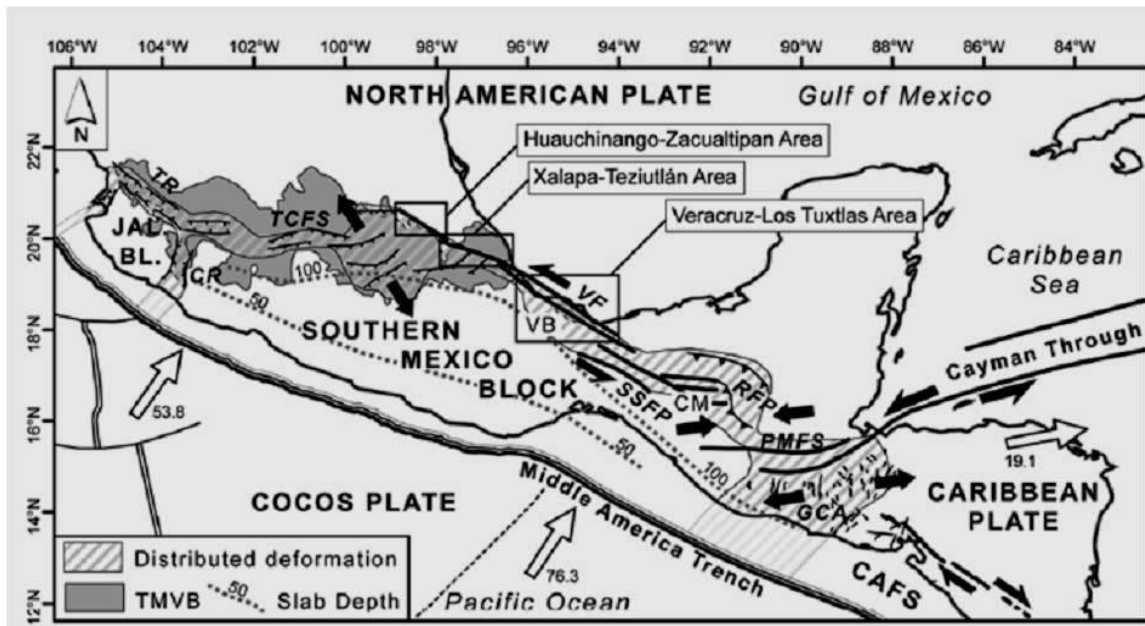 106°W 104°W 102°W 100°W 98°W 96°W 94°W 92°W 90°W 88°W 86°W 84°W
NORTH AMERICAN PLATE
Gulf of Mexico
N
22°N
20°N
18°N
16°N
14°N
12°N
Huauchinango-Zacualtipan Area
Xalapa-Teziutlán Area
Veracruz-Los Tuxtlas Area
TR
TCFS
JAL
BL.
CR
100
50
VF
VB
Caribbean
Sea
SOUTHERN
MEXICO
BLOCK
SSFP
CM
RFP
Cayman Through
53.8
PMFS
50
100
19.1
GCA
CARIBBEAN
PLATE
COCOS PLATE
Middle America Trench
76.3
CAFS
Pacific Ocean
Distributed deformation
TMVB
50
Slab Depth